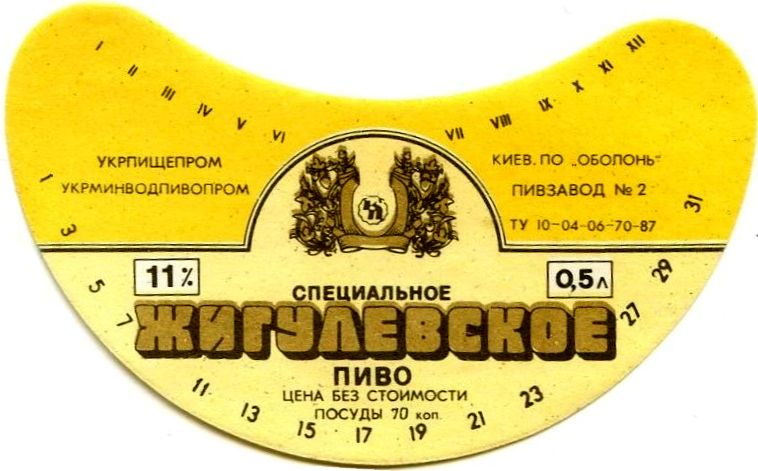 I II III IV V VI VII VIII IX X XI XII
УКРПИЩЕПРОМ
УКРМИНВОДПИВОПРОМ
КИЕВ. ПО „ОБОЛОНЬ"
ПИВЗАВОД № 2
ТУ 10-04-06-70-87
11%
0,5л
СПЕЦИАЛЬНОЕ
ЖИГУЛЕВСКОЕ
ПИВО
ЦЕНА БЕЗ СТОИМОСТИ
ПОСУДЫ 70 коп.
1 3 5 7 11 13 15 17 19 21 23 27 29 31